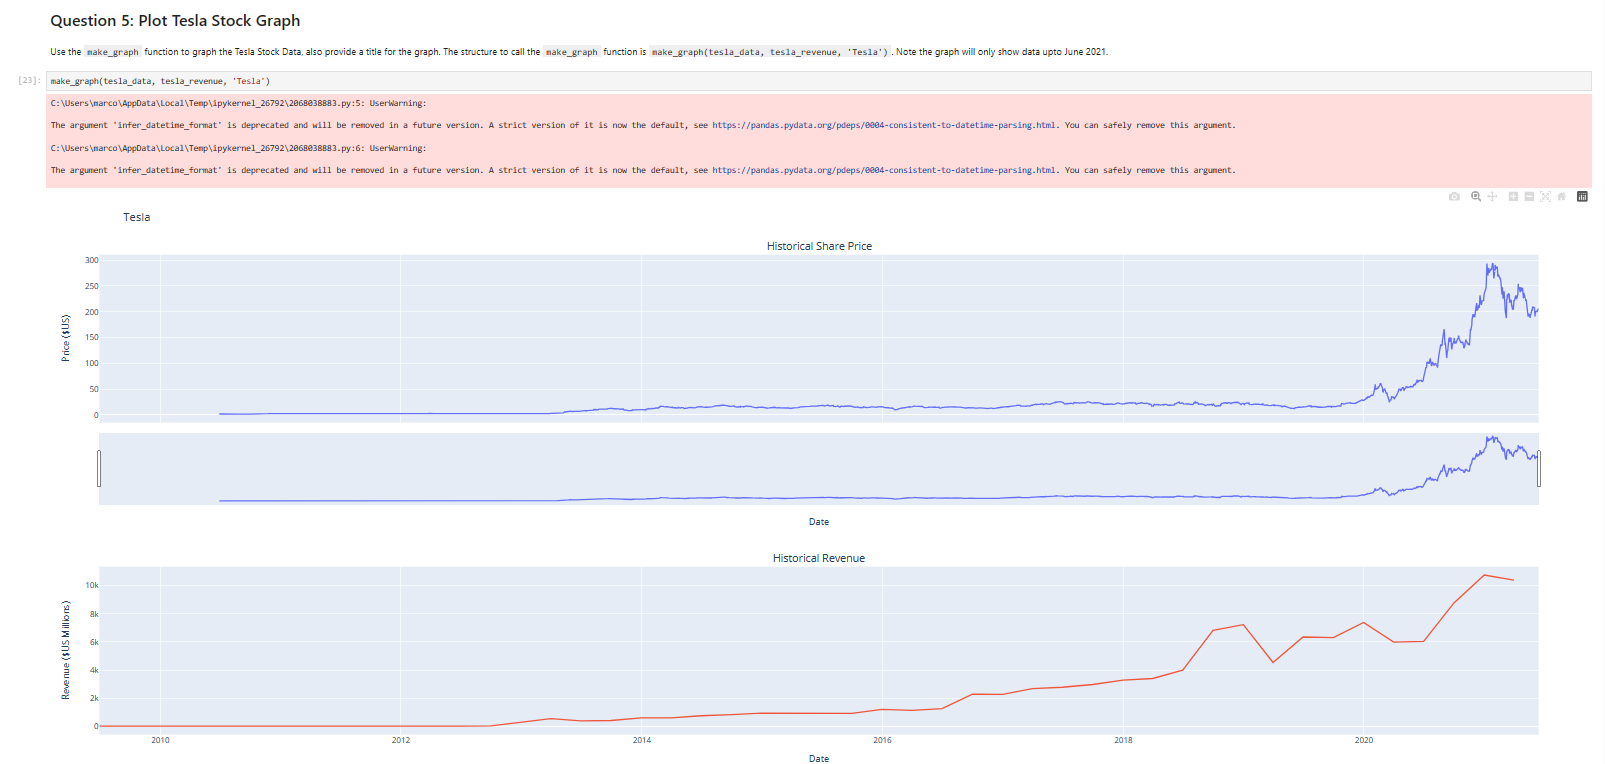 Question 5: Plot Tesla Stock Graph
Use the make_graph function to graph the Tesla Stock Data, also provide a title for the graph. The structure to call the make_graph function is make_graph(tesla_data, tesla_revenue, 'Tesla') . Note the graph will only show data upto June 2021.
[23]: make_graph(tesla_data, tesla_revenue, 'Tesla')
C:\Users\marco\AppData\Local\Temp\ipykernel_26792\2068038883.py:5: UserWarning:
The argument 'infer_datetime_format' is deprecated and will be removed in a future version. A strict version of it is now the default, see https://pandas.pydata.org/pdeps/0004-consistent-to-datetime-parsing.html. You can safely remove this argument.
C:\Users\marco\AppData\Local\Temp\ipykernel_26792\2068038883.py:6: UserWarning:
The argument 'infer_datetime_format' is deprecated and will be removed in a future version. A strict version of it is now the default, see https://pandas.pydata.org/pdeps/0004-consistent-to-datetime-parsing.html. You can safely remove this argument.
Tesla
Historical Share Price
Price ($US)
300
250
200
150
100
50
0
Date
Historical Revenue
Revenue ($US Millions)
10k
8k
6k
4k
2k
0
2010 2012 2014 2016 2018 2020
Date